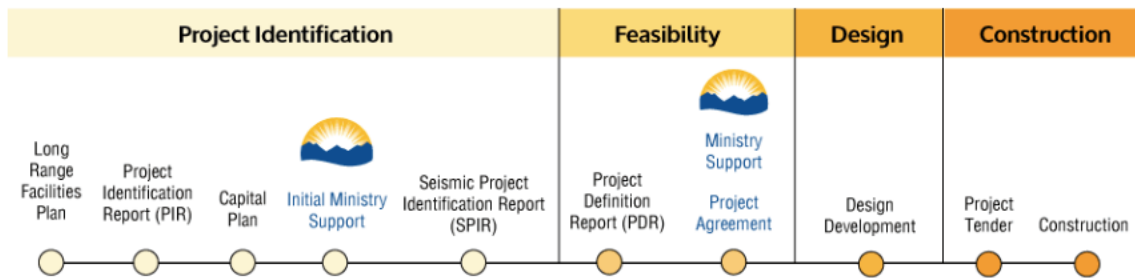 Project Identification
Feasibility
Design
Construction
Long
Range
Facilities
Plan
Project
Identification
Report (PIR)
Capital
Plan
Initial Ministry
Support
Seismic Project
Identification Report
(SPIR)
Project
Definition
Report (PDR)
Ministry
Support
Project
Agreement
Design
Development
Project
Tender
Construction